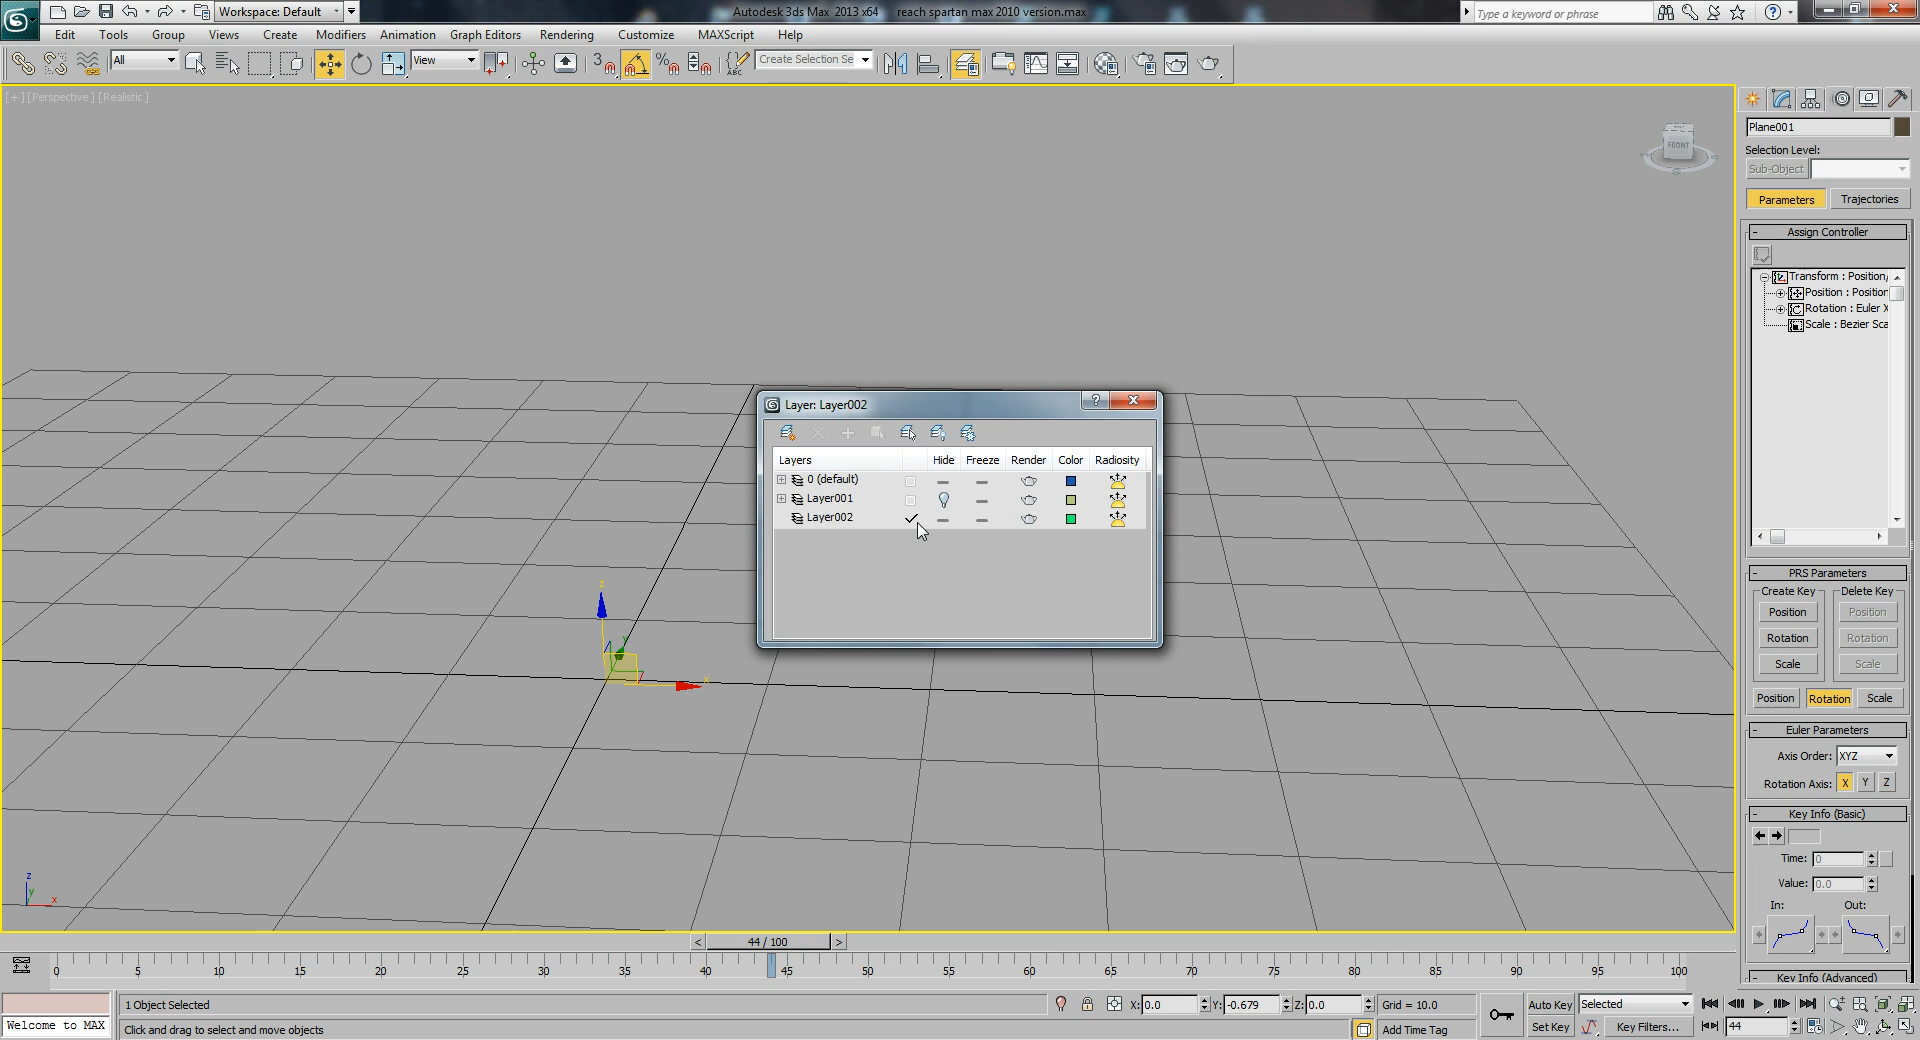 Workspace: Default
Autodesk 3ds Max 2013 x64 reach spartan max 2010 version.max
Type a keyword or phrase
Edit Tools Group Views Create Modifiers Animation Graph Editors Rendering Customize MAXScript Help
All
View
3
%
ABC
Create Selection Se
[ + ] [ Perspective ] [ Realistic ]
FRONT
Plane001
Selection Level:
Sub-Object
Parameters Trajectories
- Assign Controller
Transform : Position/
Position : Position
Rotation : Euler X
Scale : Bezier Sca
Layer: Layer002
Layers Hide Freeze Render Color Radiosity
0 (default)
Layer001
Layer002
z
y
x
- PRS Parameters
Create Key Delete Key
Position Position
Rotation Rotation
Scale Scale
Position Rotation Scale
- Euler Parameters
Axis Order: XYZ
Rotation Axis: X Y Z
- Key Info (Basic)
Time: 0
Value: 0.0
In: Out:
- Key Info (Advanced)
z
y
x
< 44 / 100 >
0 5 10 15 20 25 30 35 40 45 50 55 60 65 70 75 80 85 90 95 100
1 Object Selected
X: 0.0 Y: -0.679 Z: 0.0 Grid = 10.0
Auto Key Selected
Welcome to MAX
Click and drag to select and move objects
Add Time Tag
Set Key Key Filters...
44